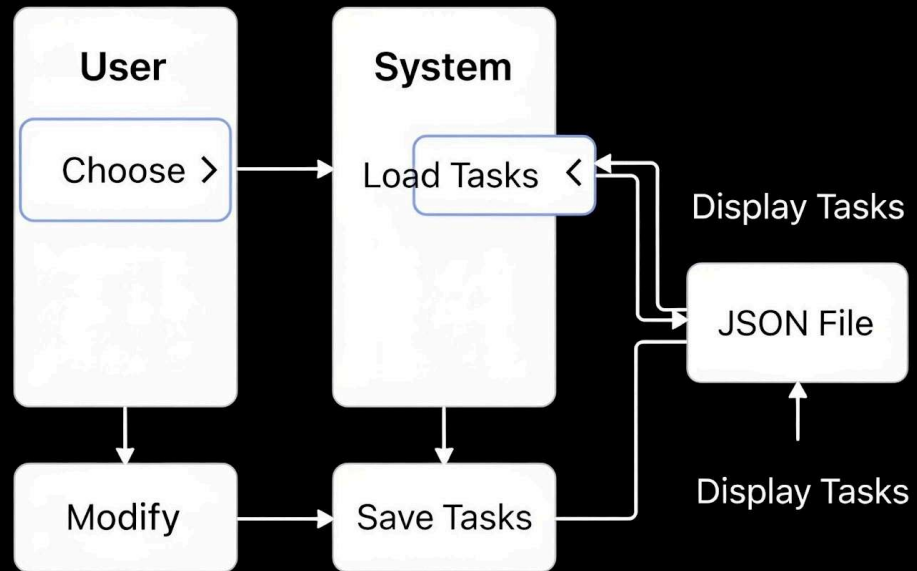 User
System
Choose >
Load Tasks <
Display Tasks
JSON File
Modify
Save Tasks
Display Tasks